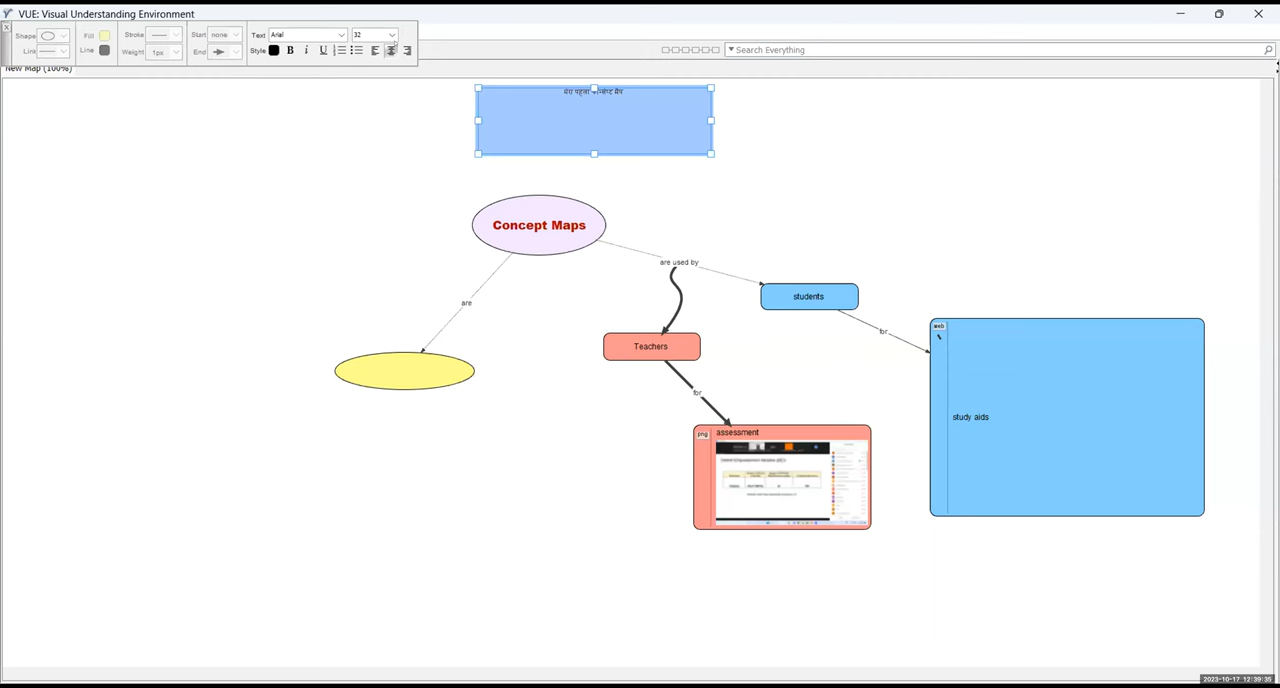 VUE: Visual Understanding Environment
Shape
Fill
Stroke
Start
none
Text
Arial
32
Link
Line
Weight
1px
End
Style
B
i
U
Search Everything
New Map (100%)
मेरा पहला कॉन्सेप्ट मैप
Concept Maps
are used by
students
are
for
web
Teachers
for
study aids
png
assessment
2023-10-17 12:39:35